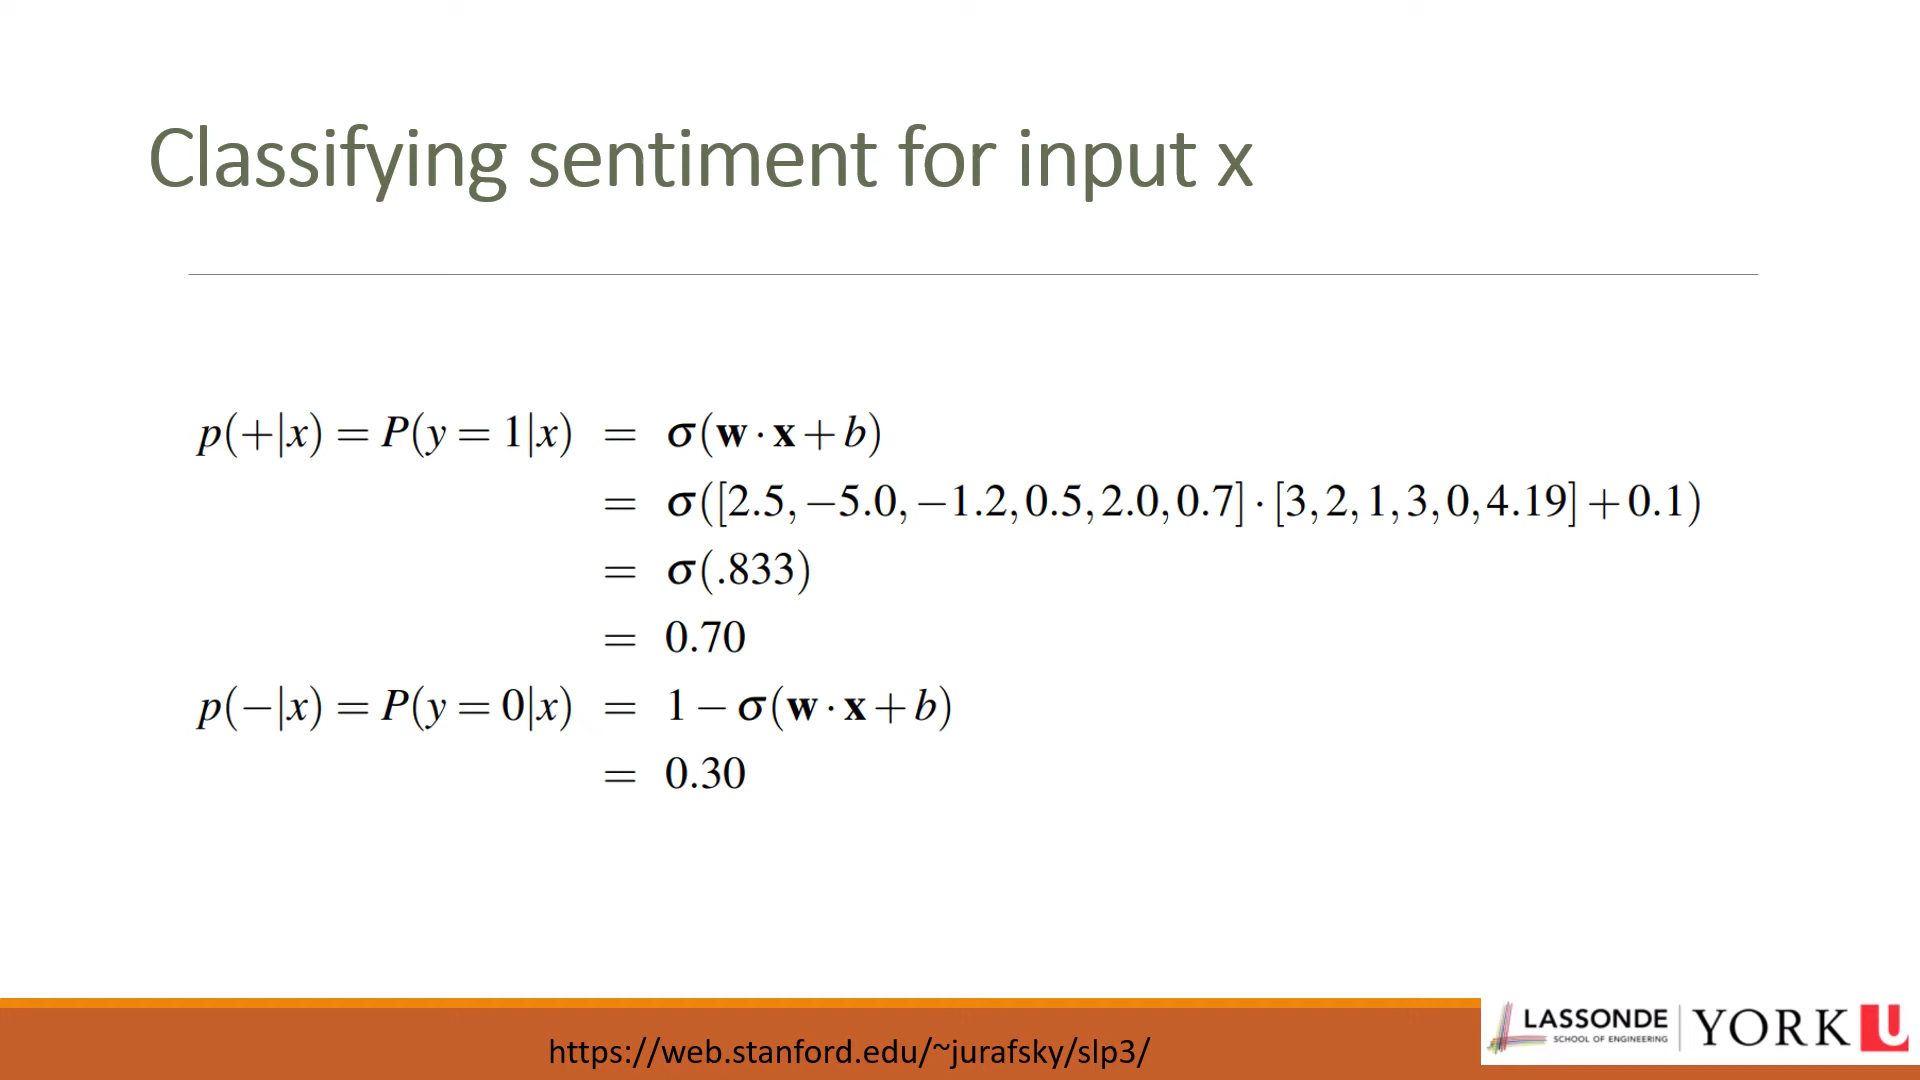 Classifying sentiment for input x
p(+|x) = P(y = 1|x) = σ(w · x + b)
= σ([2.5, −5.0, −1.2, 0.5, 2.0, 0.7] · [3, 2, 1, 3, 0, 4.19] + 0.1)
= σ(.833)
= 0.70
p(−|x) = P(y = 0|x) = 1 − σ(w · x + b)
= 0.30
https://web.stanford.edu/~jurafsky/slp3/
LASSONDE
SCHOOL OF ENGINEERING
YORK U